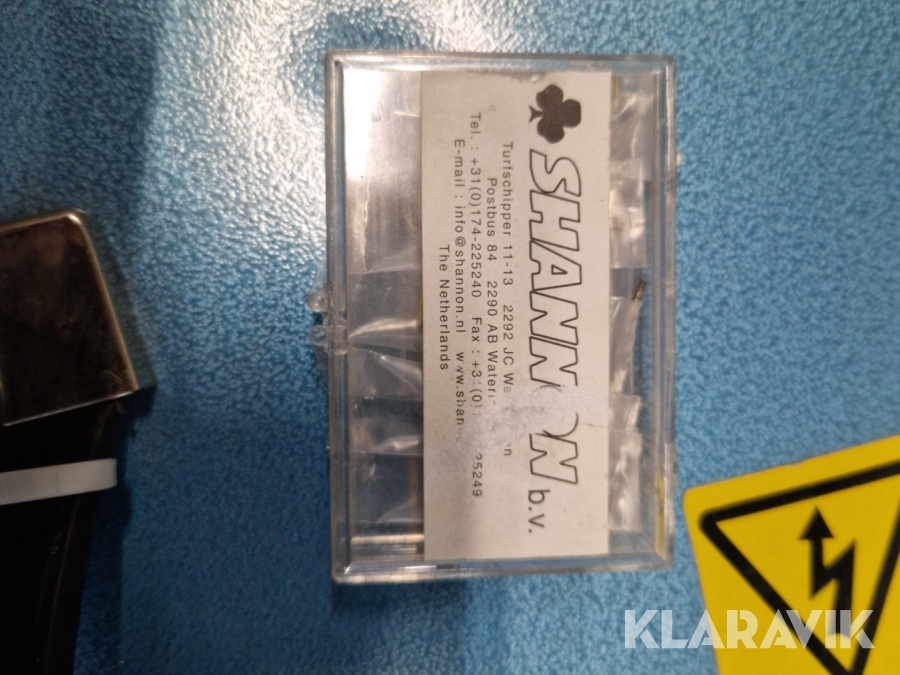 SHANNON b.v.
Turfschipper 11-13 2292 JC
Postbus 84 2290 AB
Tel. : +31(0)174-225240 Fax :
E-mail : info@shannon.nl
The Netherlands
KLARAVIK